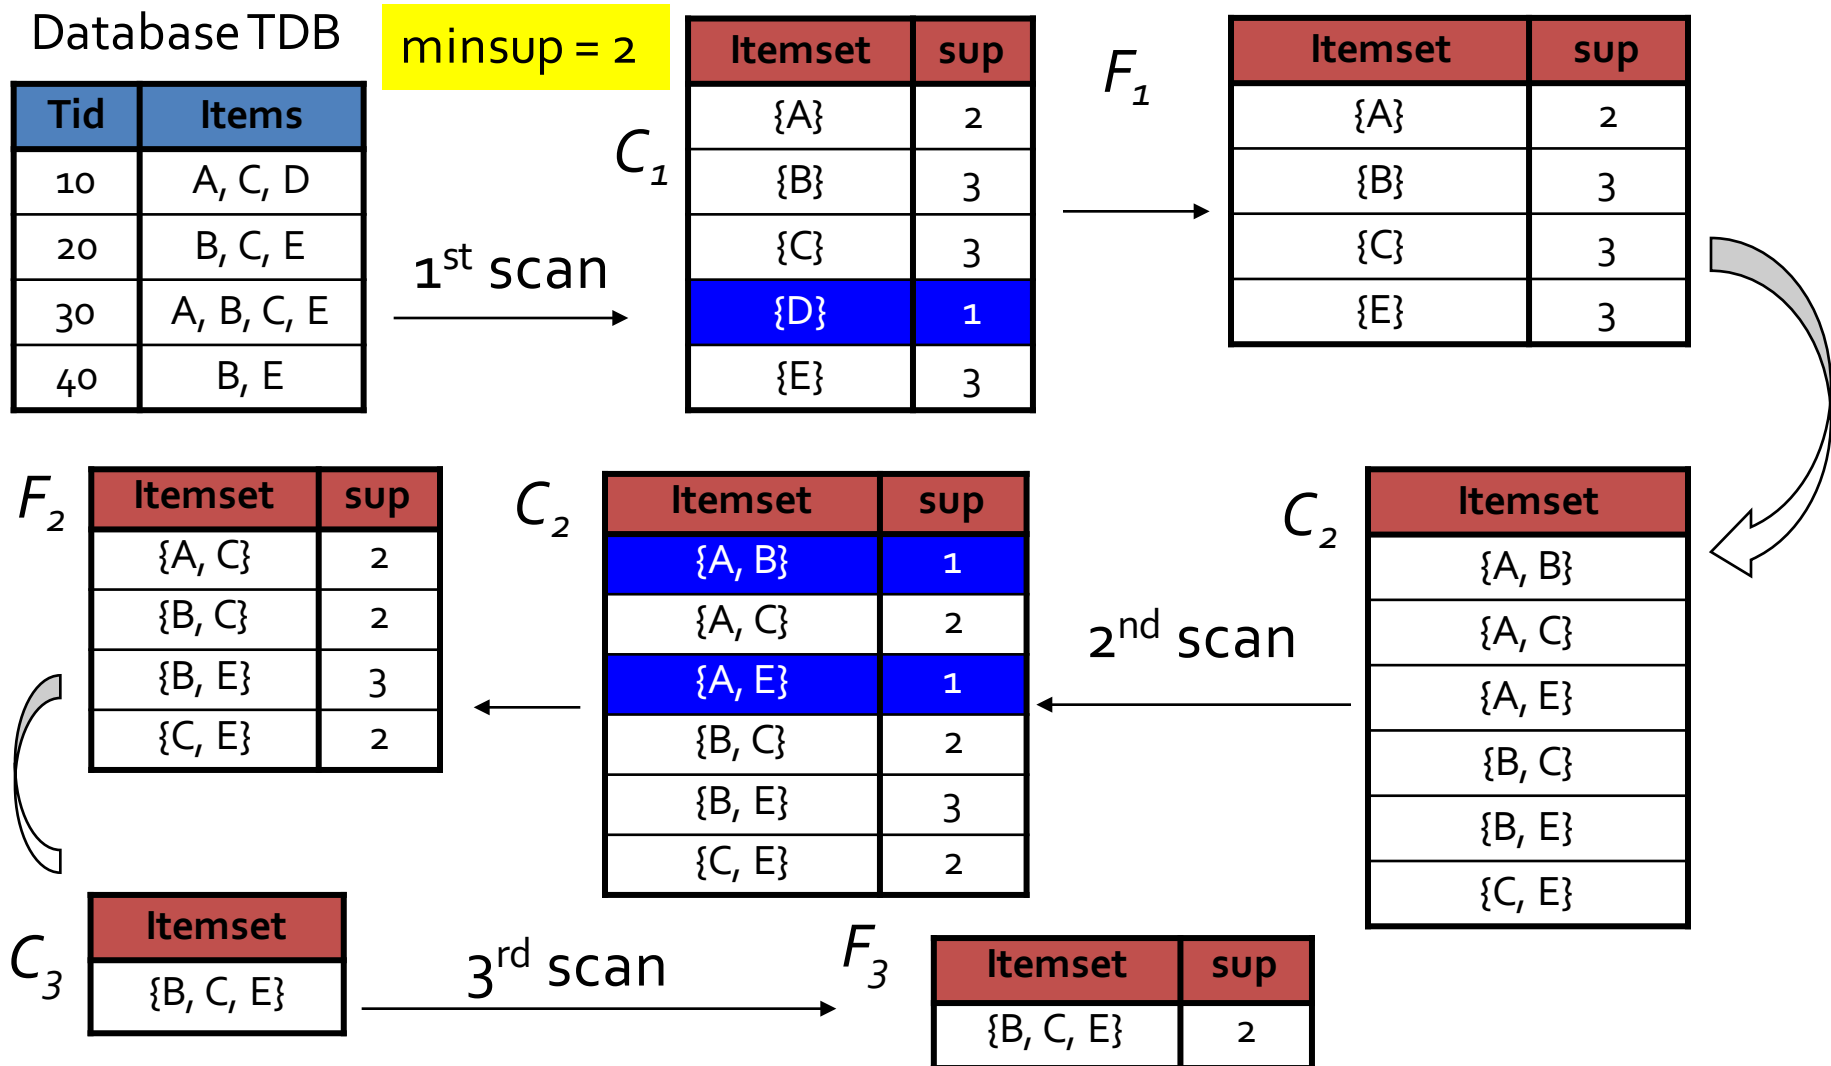 Database TDB
minsup = 2
Tid Items
10 A, C, D
20 B, C, E
30 A, B, C, E
40 B, E
1st scan
C1
Itemset sup
{A} 2
{B} 3
{C} 3
{D} 1
{E} 3
F1
Itemset sup
{A} 2
{B} 3
{C} 3
{E} 3
C2
Itemset
{A, B}
{A, C}
{A, E}
{B, C}
{B, E}
{C, E}
2nd scan
C2
Itemset sup
{A, B} 1
{A, C} 2
{A, E} 1
{B, C} 2
{B, E} 3
{C, E} 2
F2
Itemset sup
{A, C} 2
{B, C} 2
{B, E} 3
{C, E} 2
C3
Itemset
{B, C, E}
3rd scan
F3
Itemset sup
{B, C, E} 2